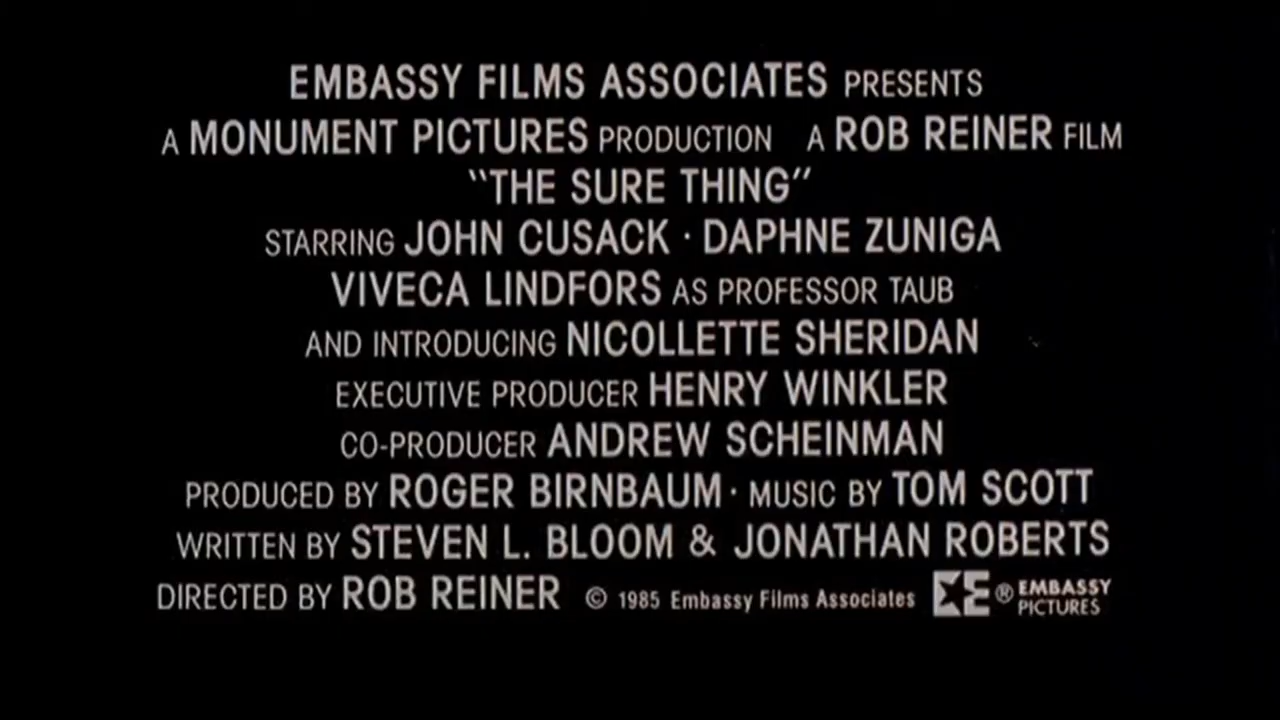 EMBASSY FILMS ASSOCIATES PRESENTS
A MONUMENT PICTURES PRODUCTION A ROB REINER FILM
"THE SURE THING"
STARRING JOHN CUSACK · DAPHNE ZUNIGA
VIVECA LINDFORS AS PROFESSOR TAUB
AND INTRODUCING NICOLLETTE SHERIDAN
EXECUTIVE PRODUCER HENRY WINKLER
CO-PRODUCER ANDREW SCHEINMAN
PRODUCED BY ROGER BIRNBAUM · MUSIC BY TOM SCOTT
WRITTEN BY STEVEN L. BLOOM & JONATHAN ROBERTS
DIRECTED BY ROB REINER © 1985 Embassy Films Associates E ® EMBASSY PICTURES